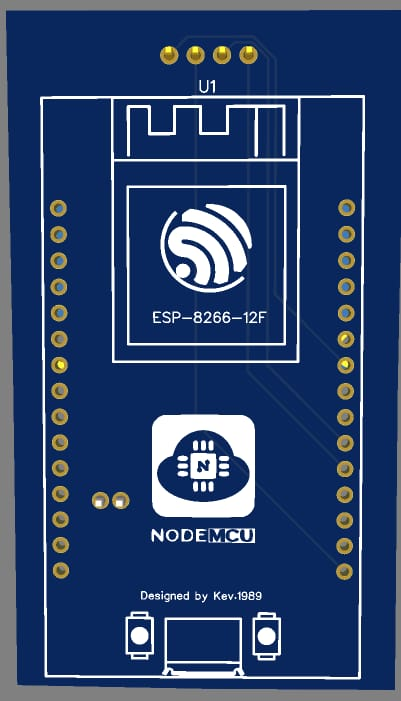 U1
ESP-8266-12F
N
NODEMCU
Designed by Kev.1989